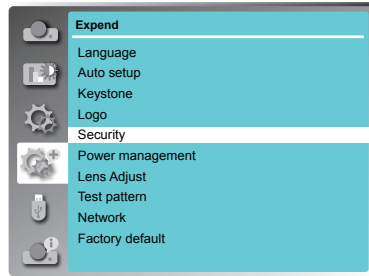 Expend
Language
Auto setup
Keystone
Logo
Security
Power management
Lens Adjust
Test pattern
Network
Factory default